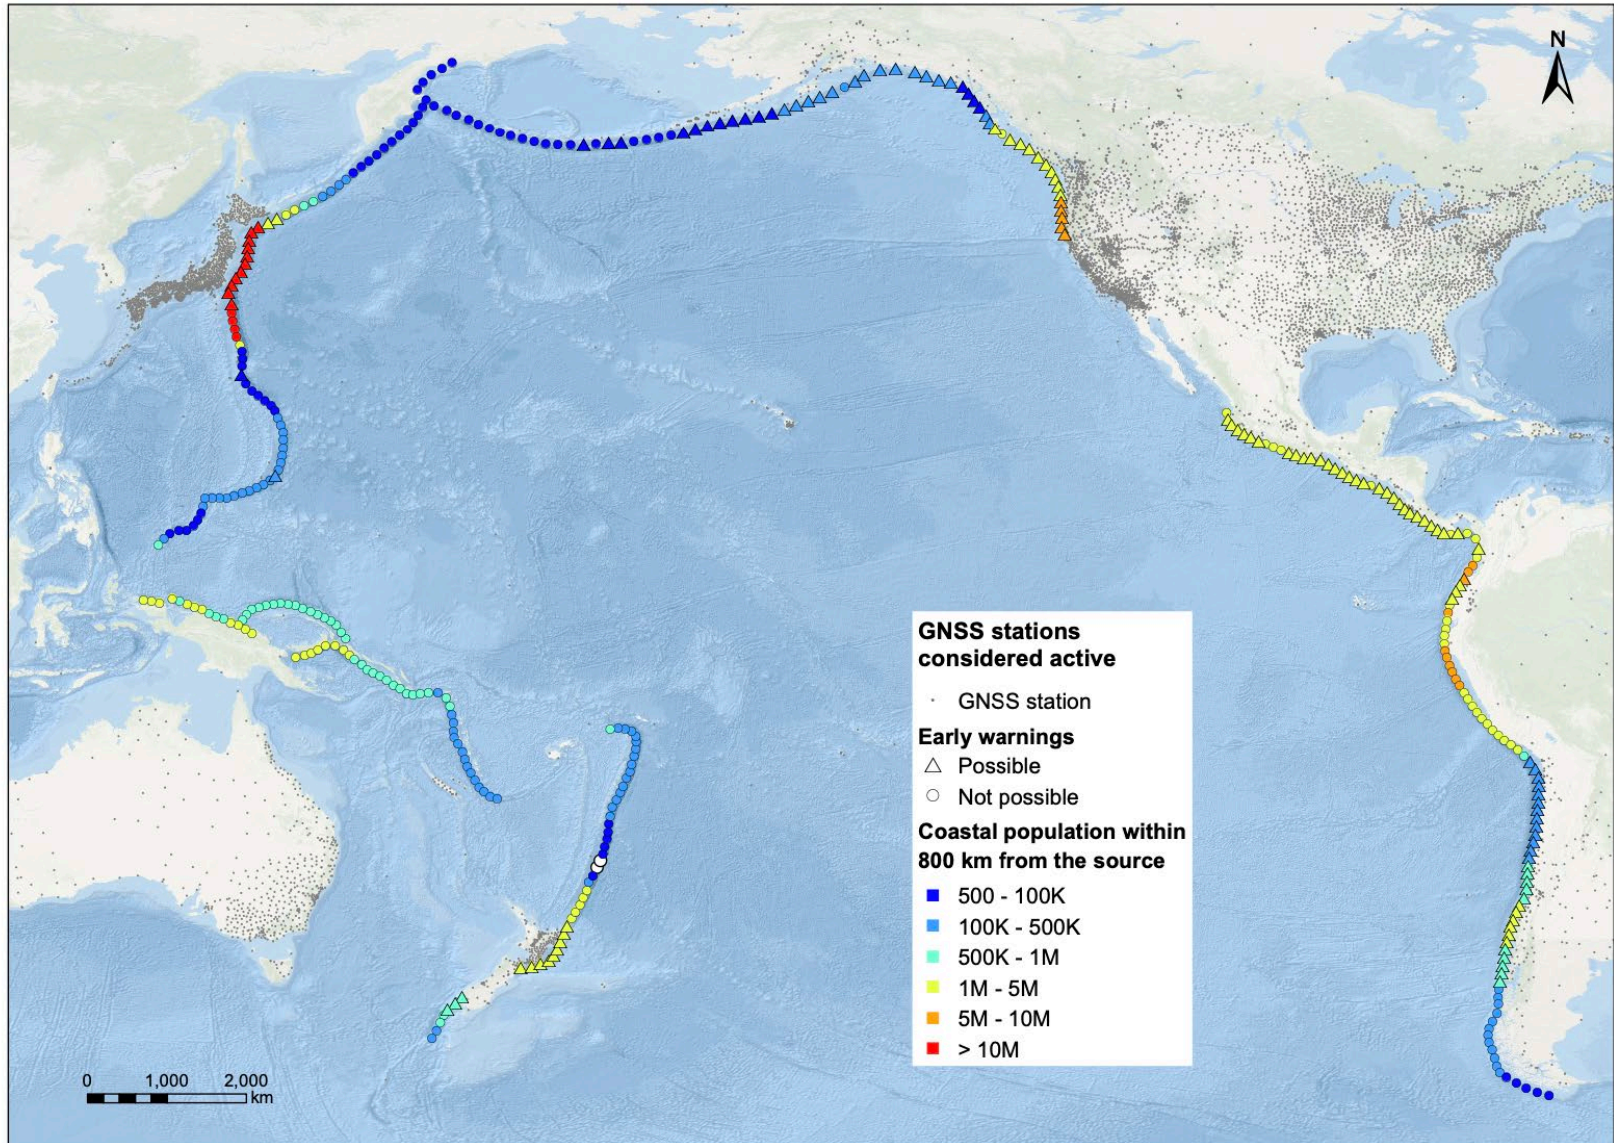 N
GNSS stations
considered active
GNSS station
Early warnings
Possible
Not possible
Coastal population within
800 km from the source
500 - 100K
100K - 500K
500K - 1M
1M - 5M
5M - 10M
> 10M
0 1,000 2,000
km